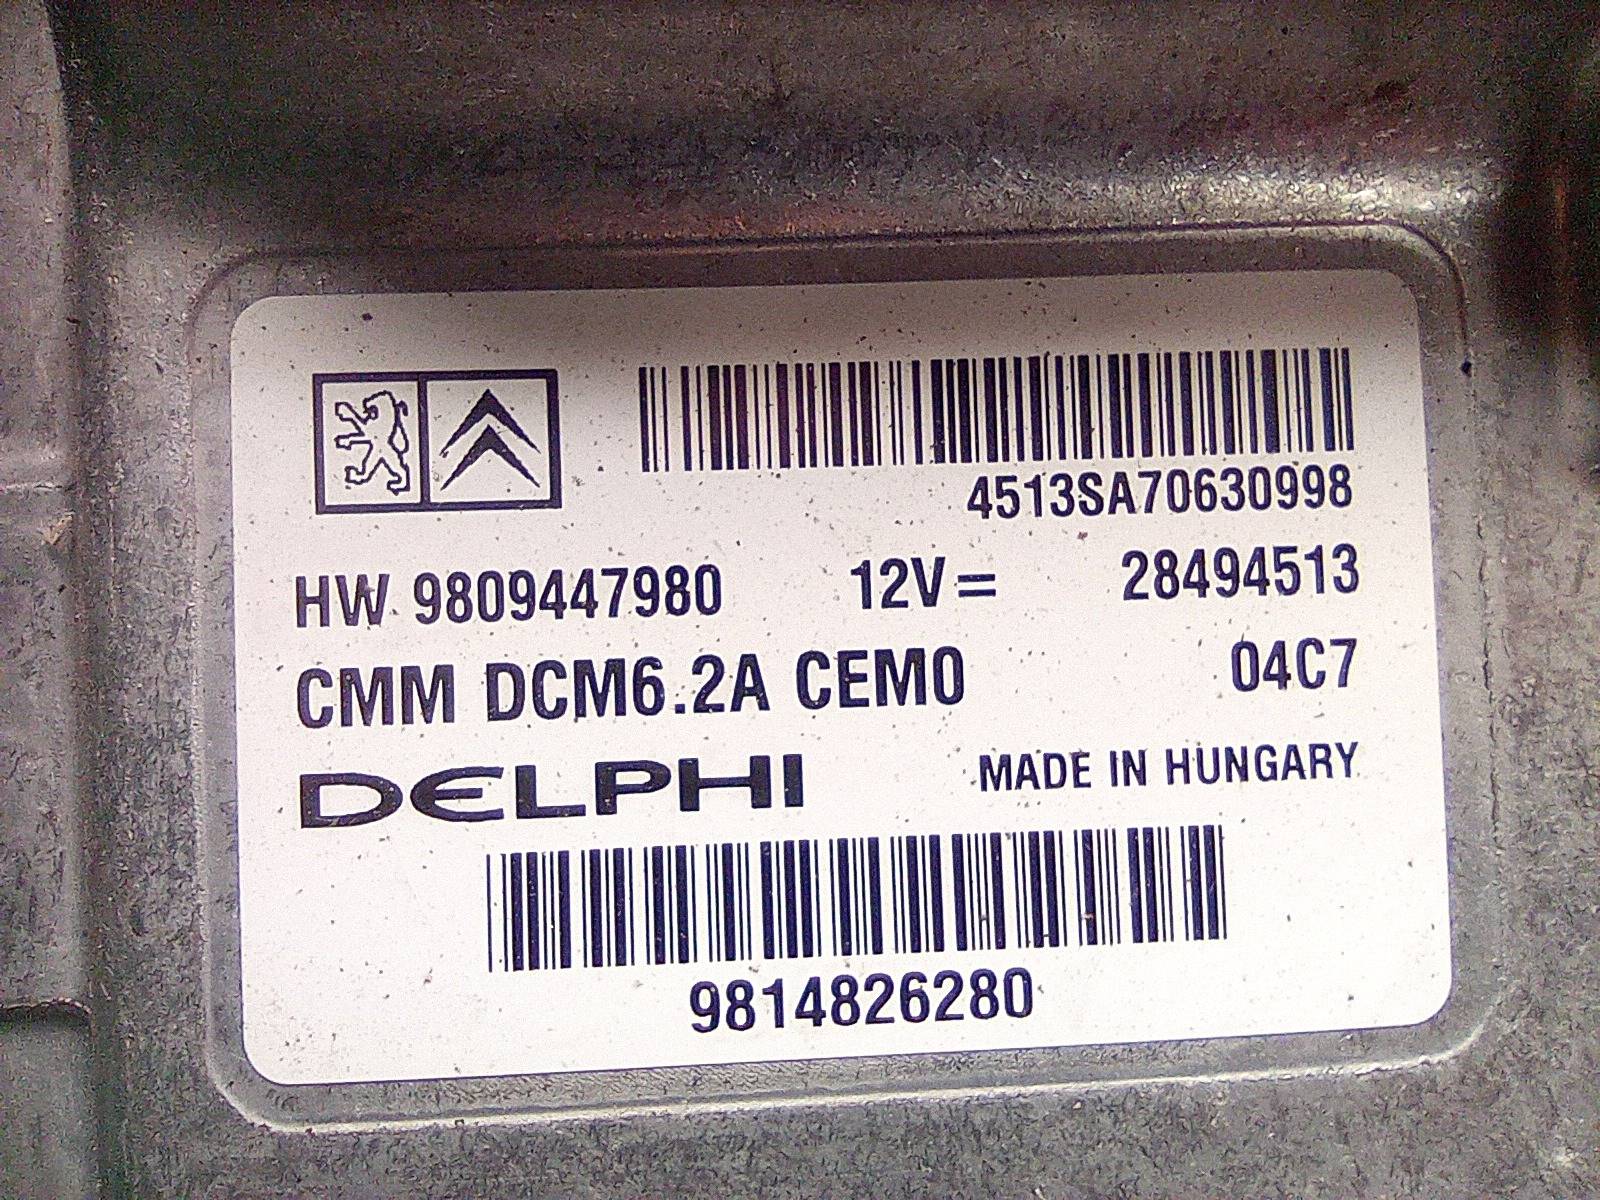 4513SA70630998
HW 9809447980 12V= 28494513
CMM DCM6.2A CEM0 04C7
DELPHI MADE IN HUNGARY
9814826280